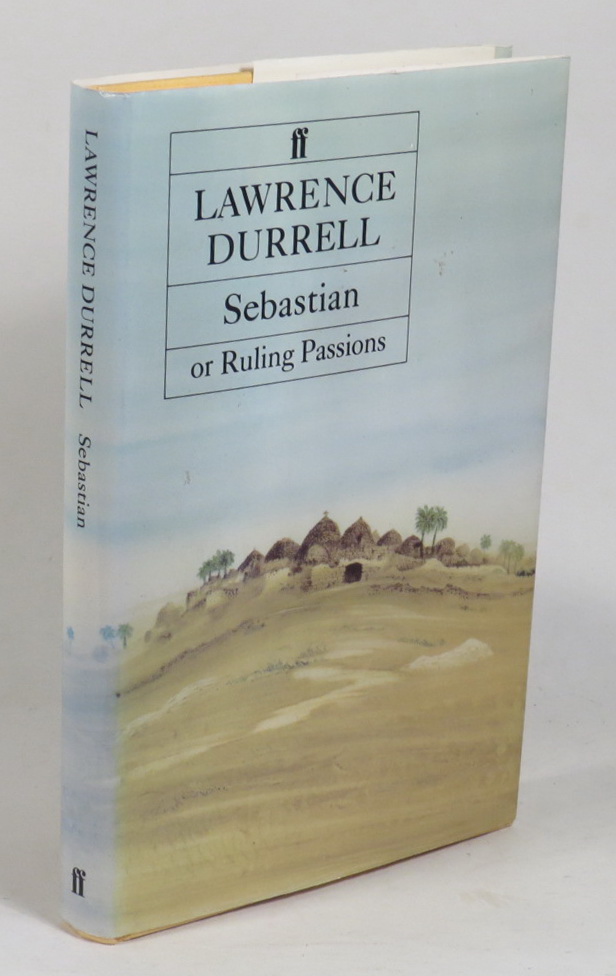 ff
LAWRENCE
DURRELL
Sebastian
or Ruling Passions
LAWRENCE DURRELL Sebastian
ff